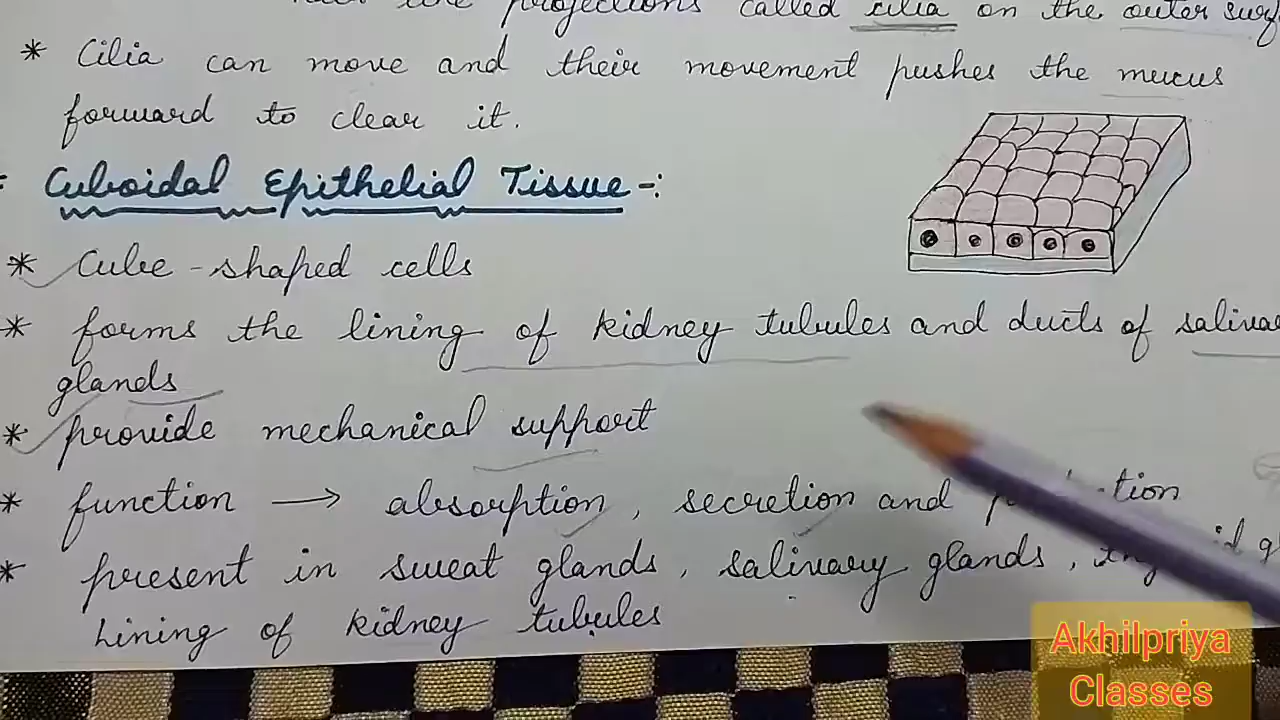 projections called cilia on the outer
* Cilia can move and their movement pushes the mucus
forward to clear it.
Cuboidal Epithelial Tissue -:
* Cube-shaped cells
* forms the lining of kidney tubules and ducts of
glands
* provide mechanical support
* function → absorption, secretion and
* present in sweat glands, salivary glands,
Lining of kidney tubules
Akhilpriya
Classes